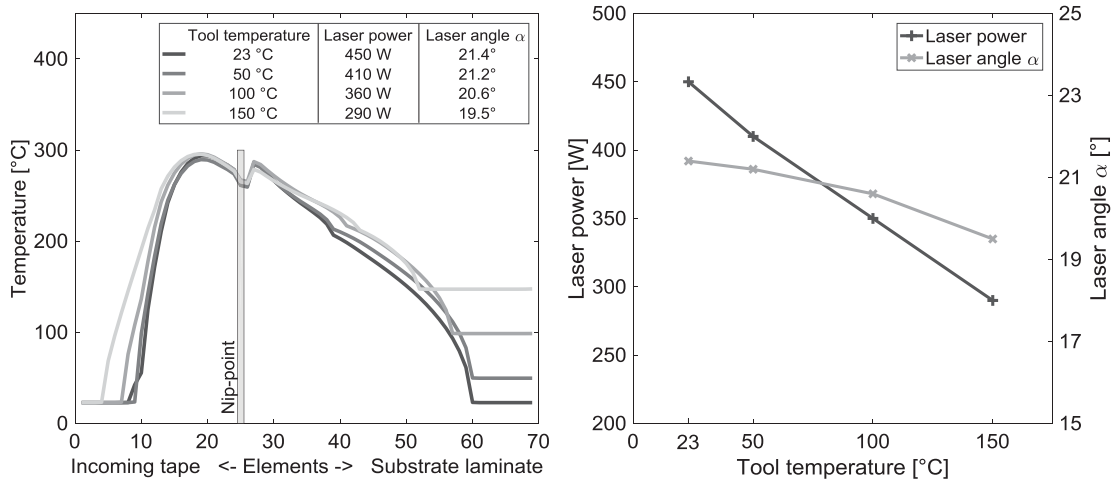 Tool temperature Laser power Laser angle α
23 °C 450 W 21.4°
50 °C 410 W 21.2°
100 °C 360 W 20.6°
150 °C 290 W 19.5°
400
300
200
100
0
Temperature [°C]
Nip-point
0 10 20 30 40 50 60 70
Incoming tape <- Elements -> Substrate laminate
500
450
400
350
300
250
200
Laser power [W]
Laser power
Laser angle α
25
23
21
19
17
15
Laser angle α [°]
0 23 50 100 150
Tool temperature [°C]